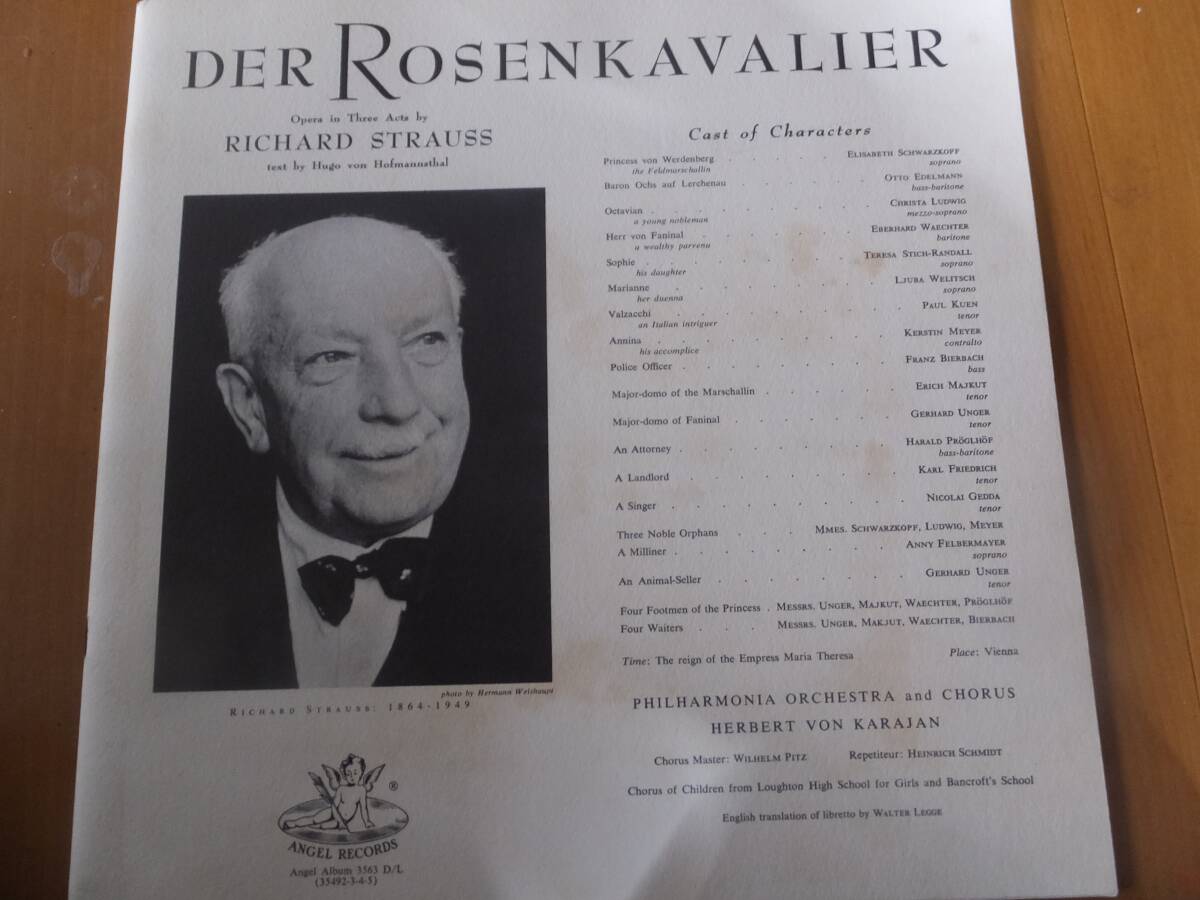 DER ROSENKAVALIER
Opera in Three Acts by
RICHARD STRAUSS
text by Hugo von Hofmannsthal
photo by Hermann Weishaupt
RICHARD STRAUSS: 1864-1949
®
ANGEL RECORDS
Angel Album 3563 D/L
(35492-3-4-5)
Cast of Characters
Princess von Werdenberg . . . . . ELISABETH SCHWARZKOPF
the Feldmarschallin soprano
Baron Ochs auf Lerchenau . . . . . . OTTO EDELMANN
bass-baritone
Octavian . . . . . . . . . CHRISTA LUDWIG
a young nobleman mezzo-soprano
Herr von Faninal . . . . . . . EBERHARD WAECHTER
a wealthy parvenu baritone
Sophie . . . . . . . . TERESA STICH-RANDALL
his daughter soprano
Marianne . . . . . . . . LJUBA WELITSCH
her duenna soprano
Valzacchi . . . . . . . . . PAUL KUEN
an Italian intriguer tenor
Annina . . . . . . . . . KERSTIN MEYER
his accomplice contralto
Police Officer . . . . . . . . FRANZ BIERBACH
bass
Major-domo of the Marschallin . . . . . . ERICH MAJKUT
tenor
Major-domo of Faninal . . . . . . . GERHARD UNGER
tenor
An Attorney . . . . . . . . HARALD PRÖGLHÖF
bass-baritone
A Landlord . . . . . . . . KARL FRIEDRICH
tenor
A Singer . . . . . . . . NICOLAI GEDDA
tenor
Three Noble Orphans . . . MMES. SCHWARZKOPF, LUDWIG, MEYER
A Milliner . . . . . . . . ANNY FELBERMAYER
soprano
An Animal-Seller . . . . . . . . GERHARD UNGER
tenor
Four Footmen of the Princess . MESSRS. UNGER, MAJKUT, WAECHTER, PRÖGLHÖF
Four Waiters . . . MESSRS. UNGER, MAKJUT, WAECHTER, BIERBACH
Time: The reign of the Empress Maria Theresa Place: Vienna
PHILHARMONIA ORCHESTRA and CHORUS
HERBERT VON KARAJAN
Chorus Master: WILHELM PITZ Repetiteur: HEINRICH SCHMIDT
Chorus of Children from Loughton High School for Girls and Bancroft's School
English translation of libretto by WALTER LEGGE